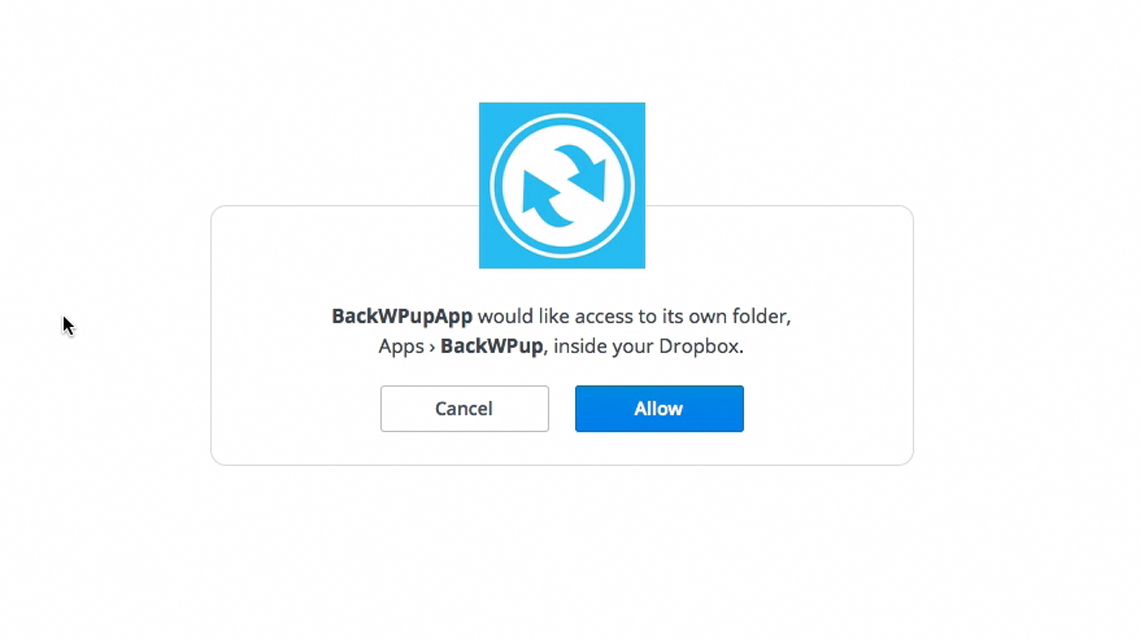 BackWPupApp would like access to its own folder,
Apps › BackWPup, inside your Dropbox.
Cancel
Allow